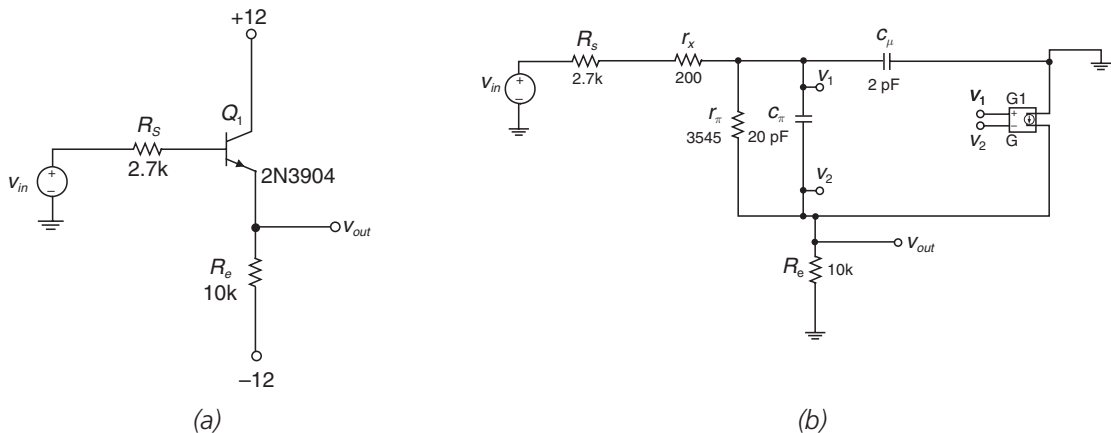 +12
Q1
RS
2.7k
vin
+
−
2N3904
vout
Re
10k
−12
(a)
Rs
2.7k
rx
200
cμ
2 pF
vin
+
−
v1
rπ
3545
cπ
20 pF
v2
v1
G1
+
−
v2
G
vout
Re
10k
(b)